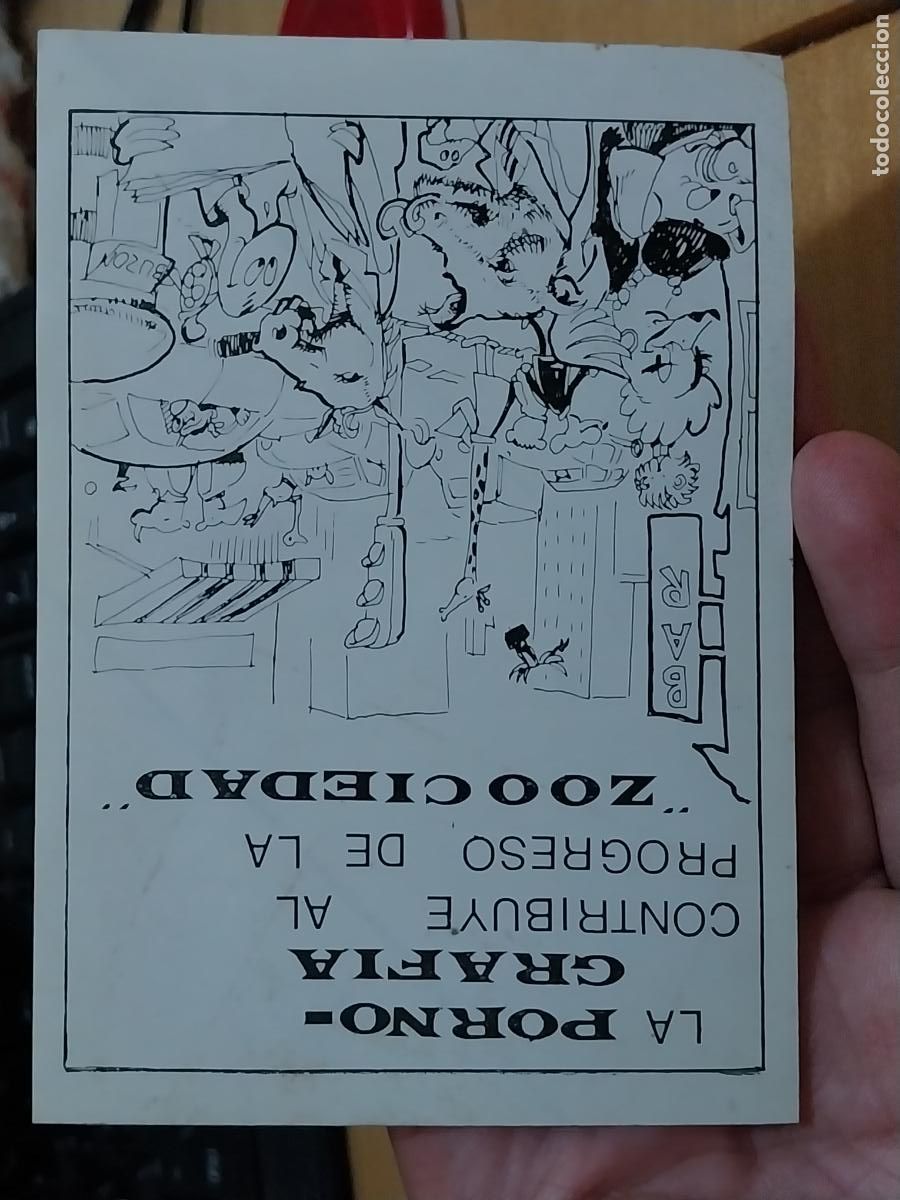 LA PORNO-
GRAFIA
CONTRIBUYE AL
PROGRESO DE LA
"ZOOCIEDAD"
BAR
BUZON
todocoleccion